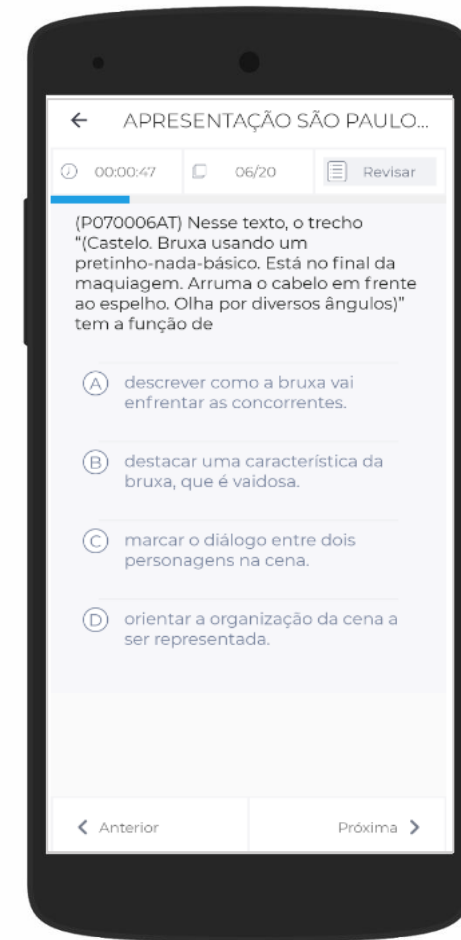 APRESENTAÇÃO SÃO PAULO...
00:00:47
06/20
Revisar
(P070006AT) Nesse texto, o trecho
“(Castelo. Bruxa usando um
pretinho-nada-básico. Está no final da
maquiagem. Arruma o cabelo em frente
ao espelho. Olha por diversos ângulos)”
tem a função de
A descrever como a bruxa vai
enfrentar as concorrentes.
B destacar uma característica da
bruxa, que é vaidosa.
C marcar o diálogo entre dois
personagens na cena.
D orientar a organização da cena a
ser representada.
Anterior
Próxima